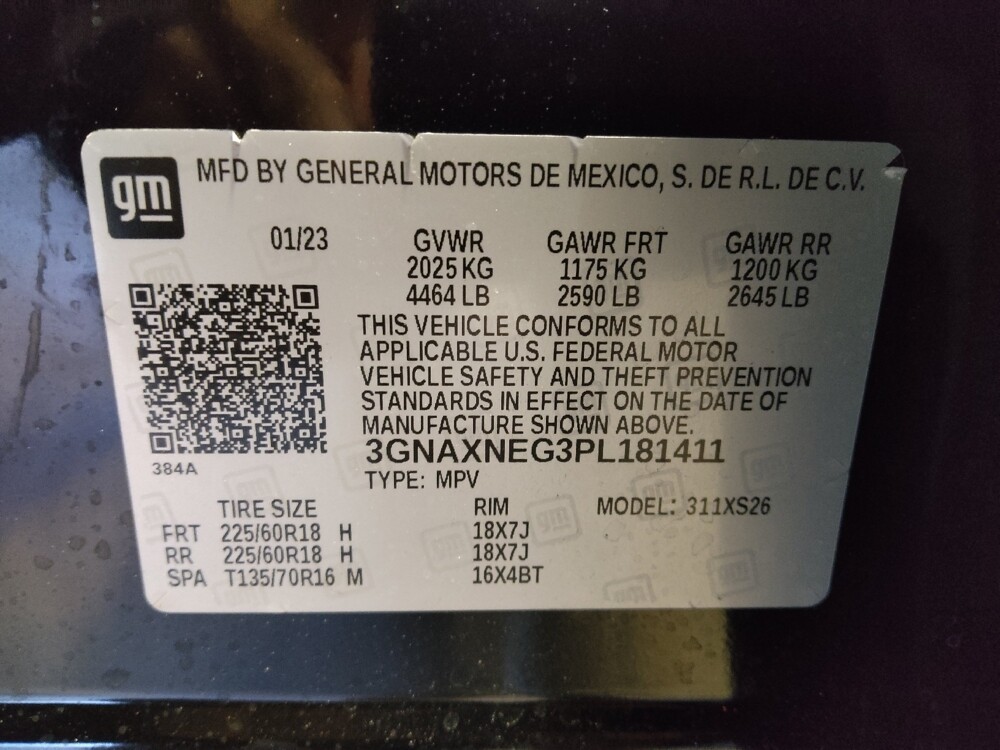 gm
MFD BY GENERAL MOTORS DE MEXICO, S. DE R.L. DE C.V.
01/23 GVWR GAWR FRT GAWR RR
2025 KG 1175 KG 1200 KG
4464 LB 2590 LB 2645 LB
THIS VEHICLE CONFORMS TO ALL
APPLICABLE U.S. FEDERAL MOTOR
VEHICLE SAFETY AND THEFT PREVENTION
STANDARDS IN EFFECT ON THE DATE OF
MANUFACTURE SHOWN ABOVE.
3GNAXNEG3PL181411
384A
TYPE: MPV
TIRE SIZE RIM MODEL: 311XS26
FRT 225/60R18 H 18X7J
RR 225/60R18 H 18X7J
SPA T135/70R16 M 16X4BT